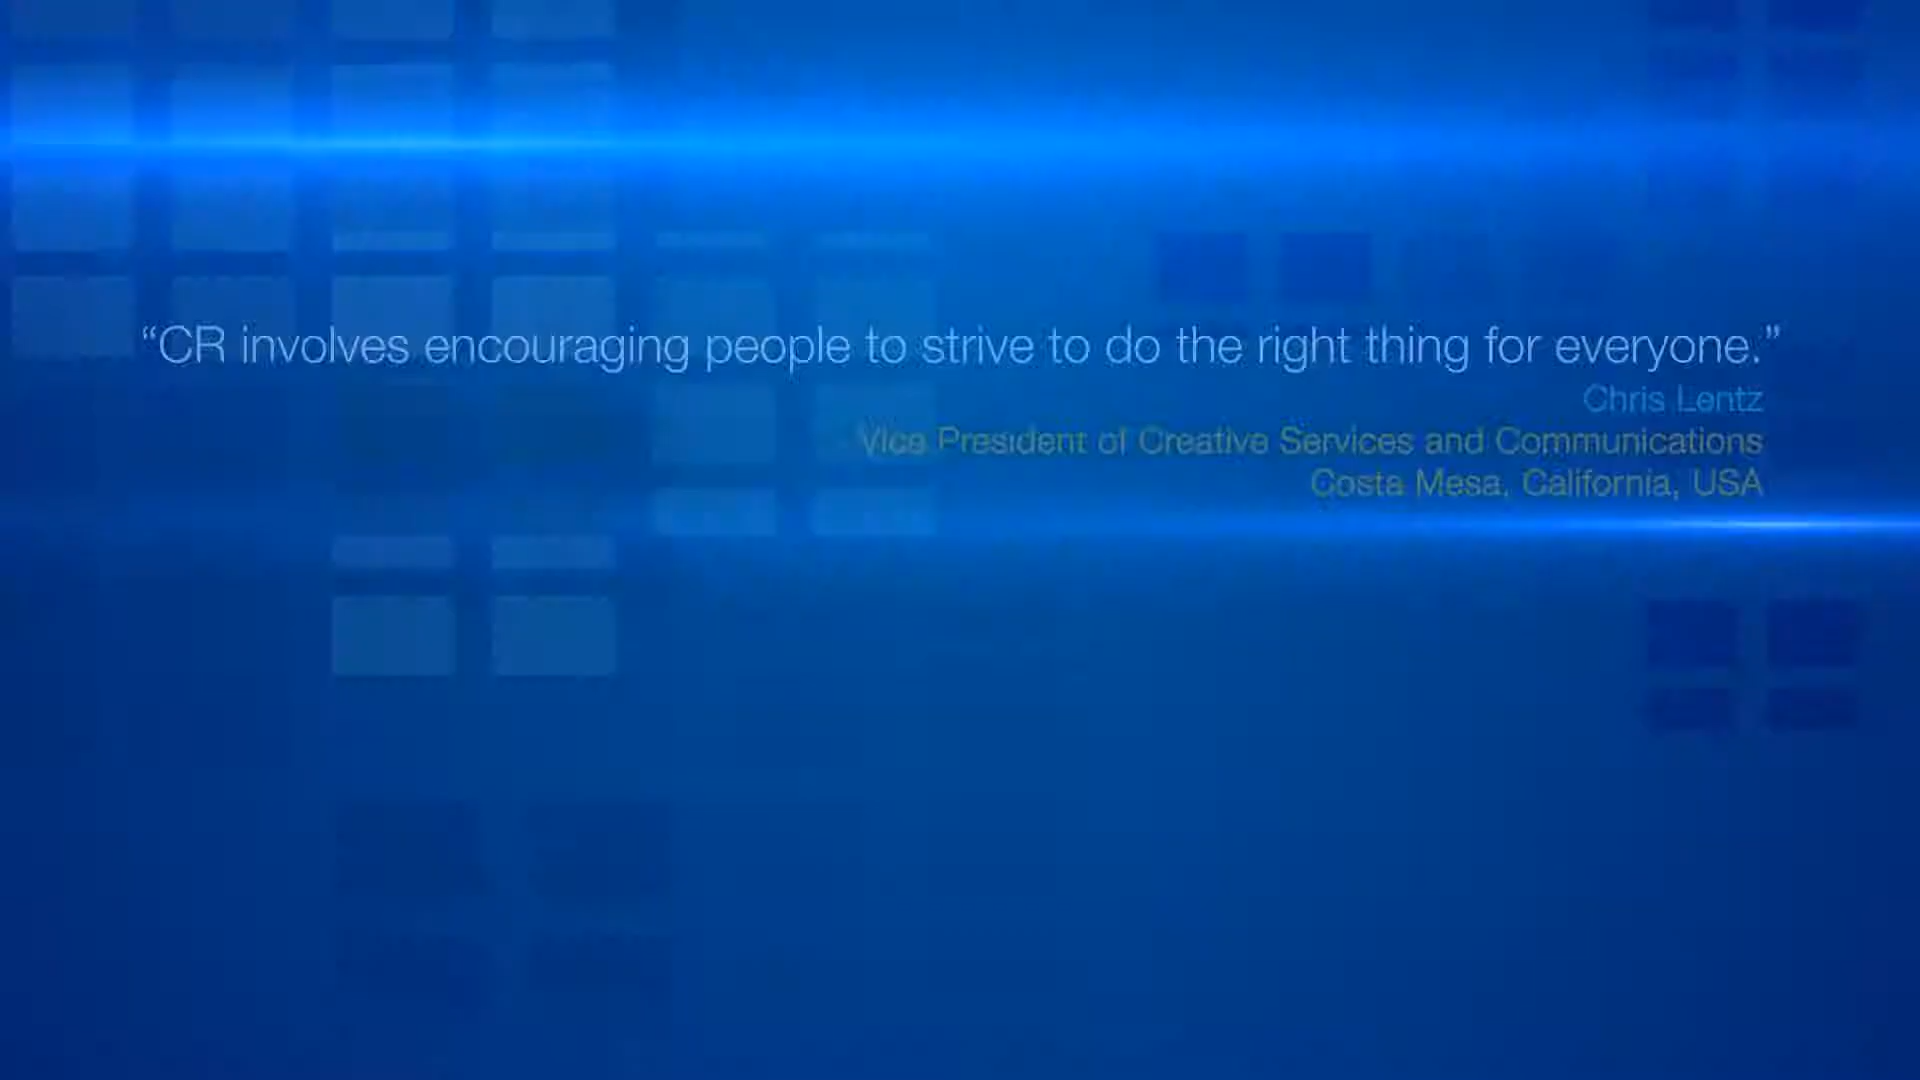 “CR involves encouraging people to strive to do the right thing for everyone.”
Chris Lentz
Vice President of Creative Services and Communications
Costa Mesa, California, USA